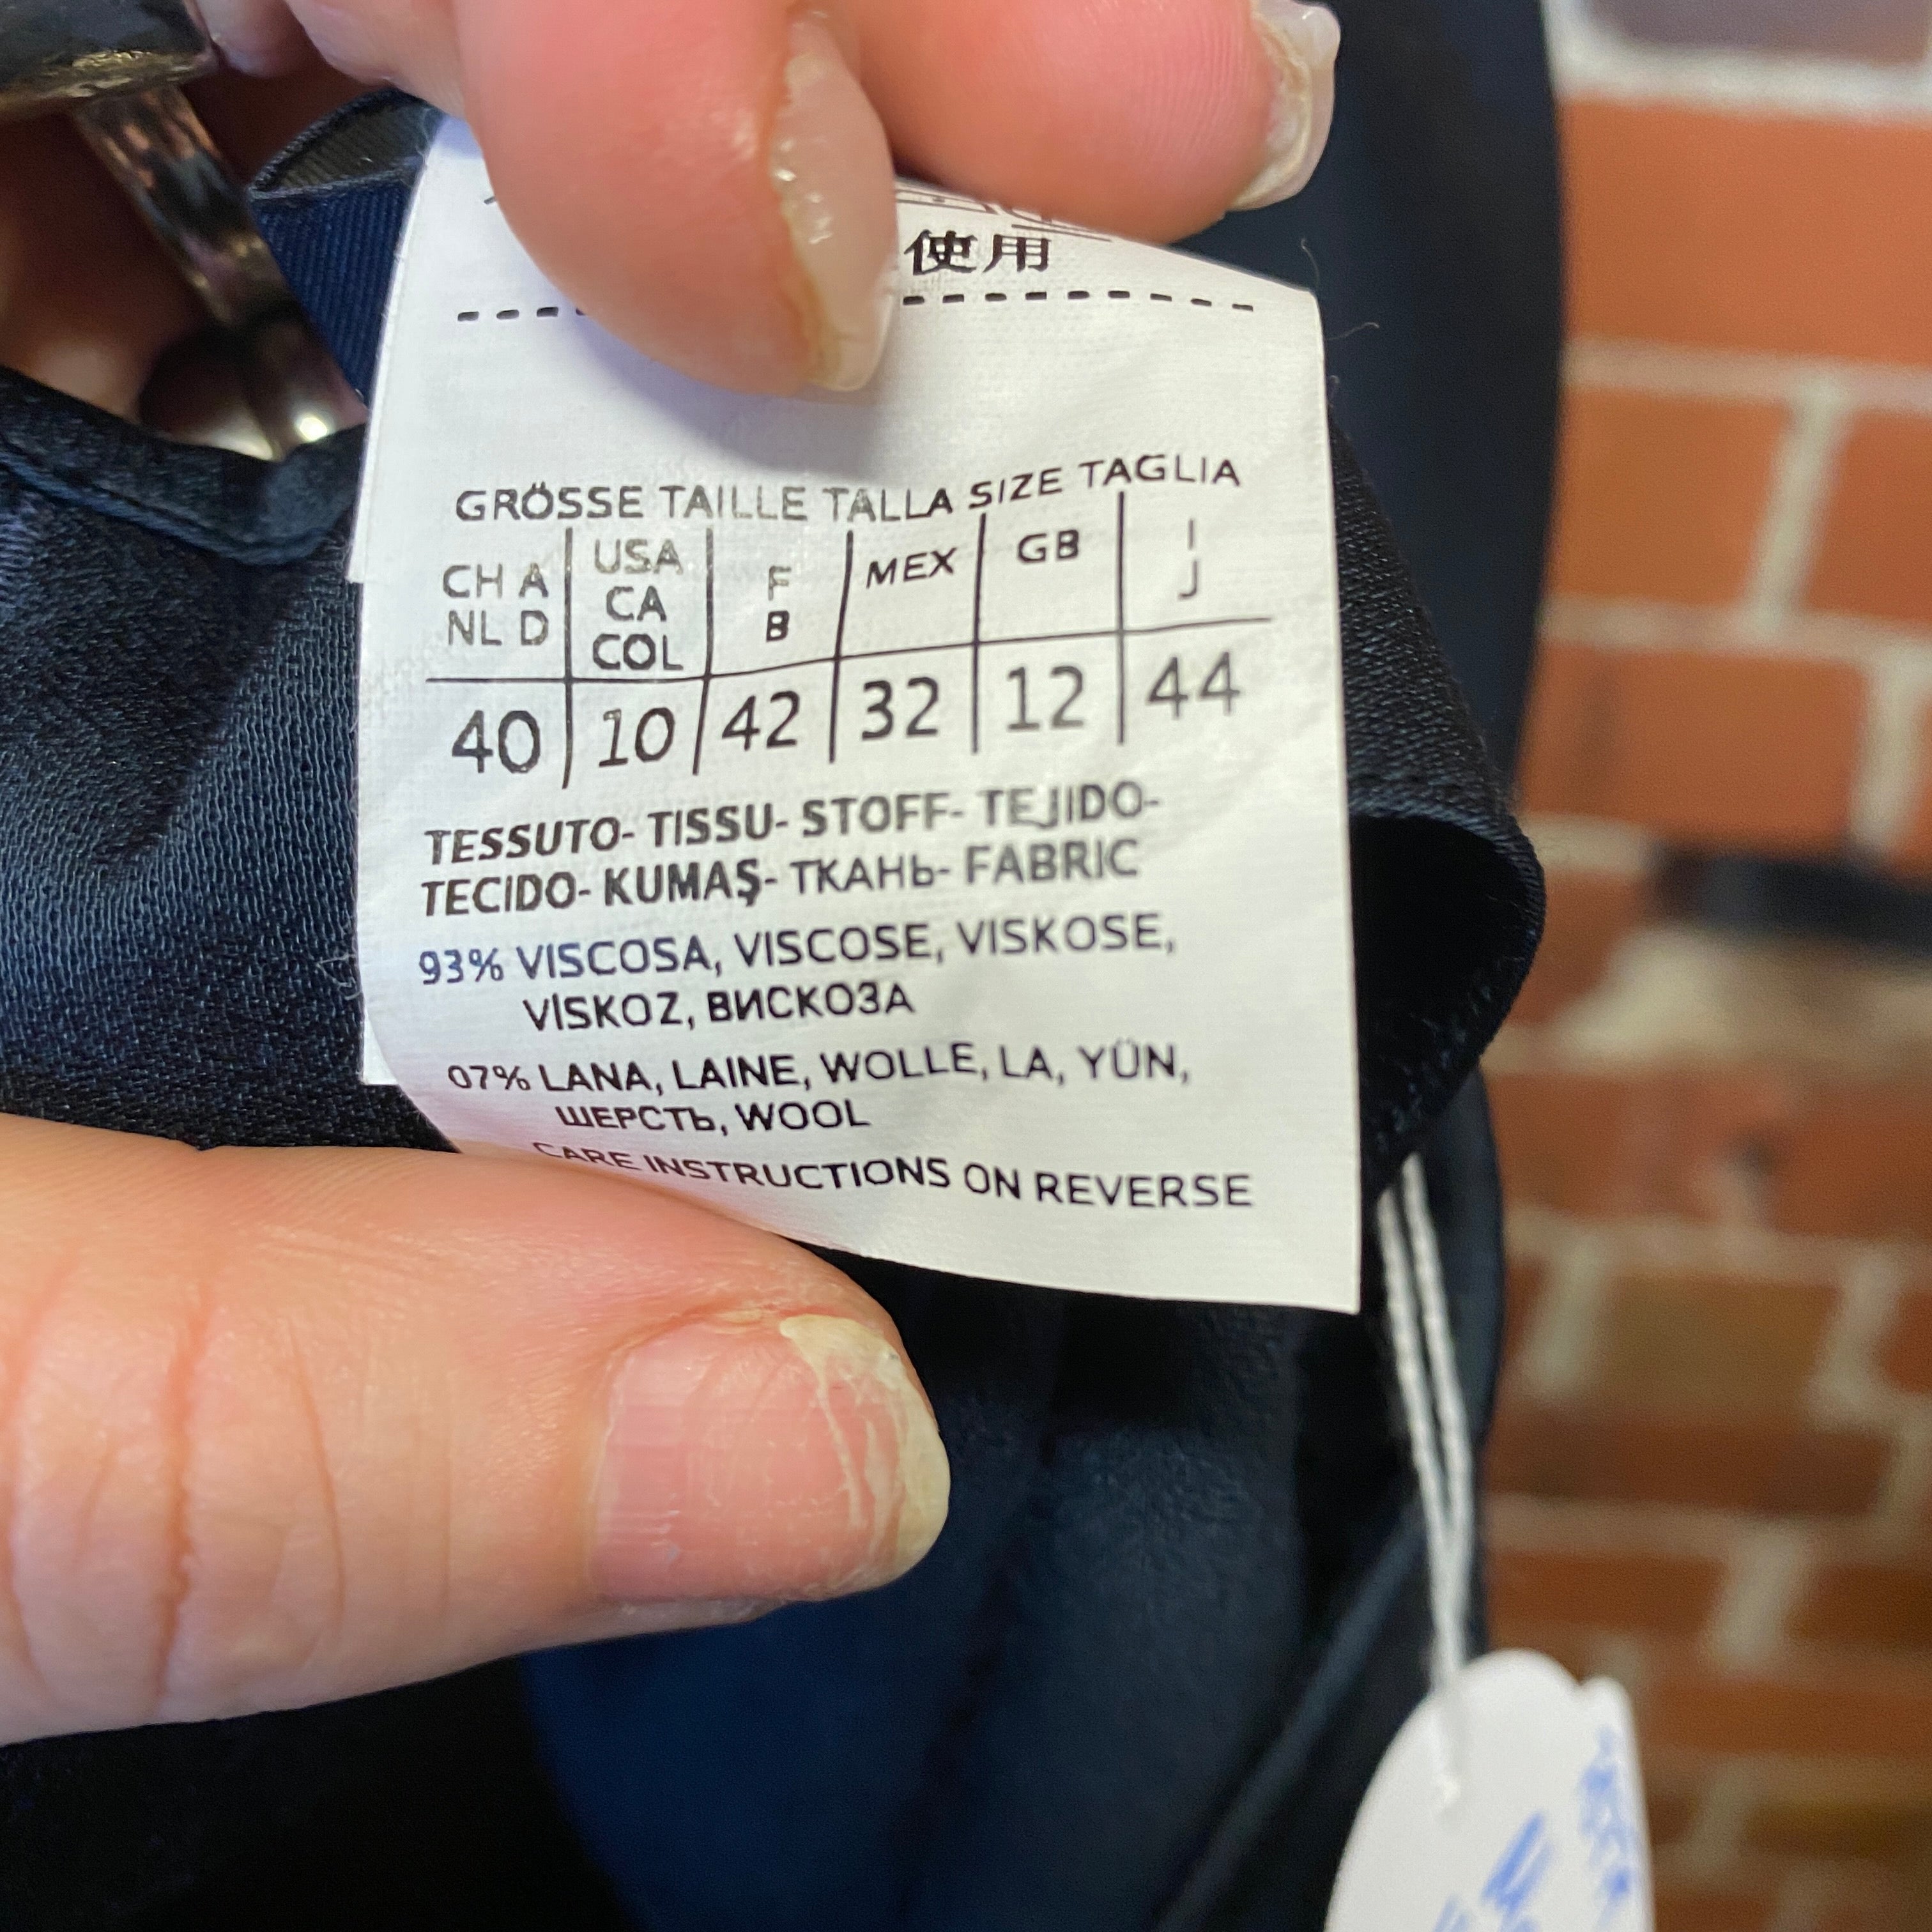 使用
GRÖSSE TAILLE TALLA SIZE TAGLIA
CH A NL D | USA CA COL | F B | MEX | GB | I J
40 | 10 | 42 | 32 | 12 | 44
TESSUTO- TISSU- STOFF- TEJIDO-
TECIDO- KUMAŞ- ТКАНЬ- FABRIC
93% VISCOSA, VISCOSE, VISKOSE,
VİSKOZ, ВИСКОЗА
07% LANA, LAINE, WOLLE, LA, YÜN,
ШЕРСТЬ, WOOL
CARE INSTRUCTIONS ON REVERSE